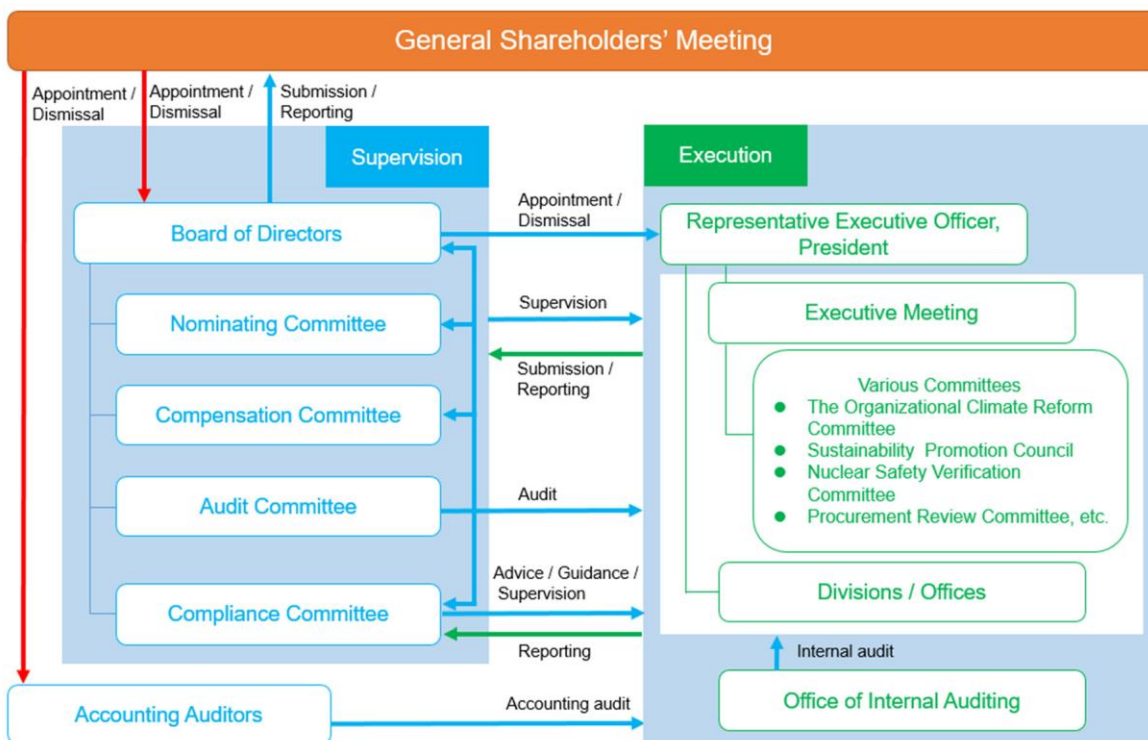 General Shareholders' Meeting
Appointment /
Dismissal
Appointment /
Dismissal
Submission /
Reporting
Supervision
Execution
Board of Directors
Appointment /
Dismissal
Representative Executive Officer,
President
Nominating Committee
Supervision
Executive Meeting
Submission /
Reporting
Compensation Committee
Various Committees
● The Organizational Climate Reform
Committee
● Sustainability Promotion Council
● Nuclear Safety Verification
Committee
● Procurement Review Committee, etc.
Audit Committee
Audit
Advice / Guidance /
Supervision
Compliance Committee
Divisions / Offices
Reporting
Internal audit
Accounting Auditors
Accounting audit
Office of Internal Auditing